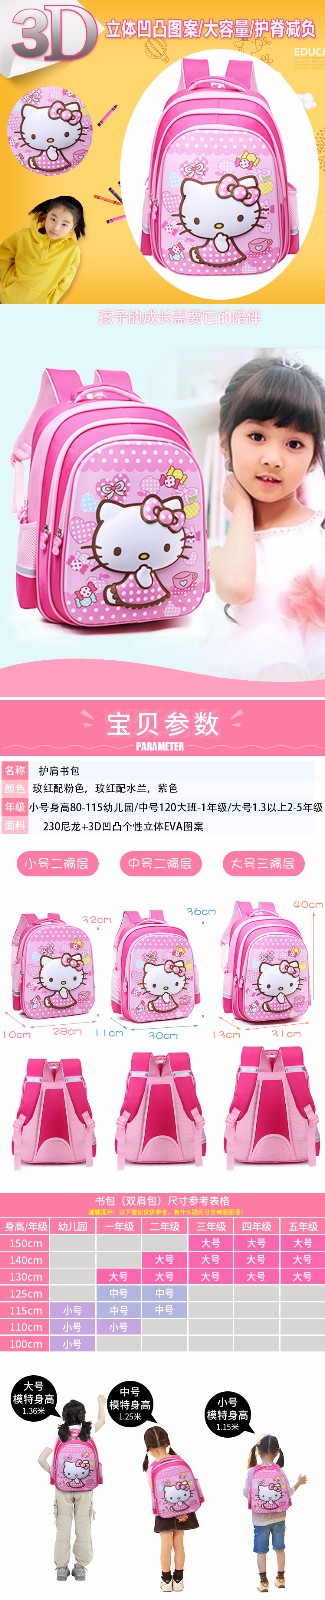 3D 立体凹凸图案/大容量/护脊减负
EDUCA
孩子的成长需要它的陪伴
宝贝参数
PARAMETER
名称 护肩书包
颜色 玫红配粉色，玫红配水兰，紫色
年级 小号身高80-115幼儿园/中号120大班-1年级/大号1.3以上2-5年级
面料 230尼龙+3D凹凸个性立体EVA图案
小号二隔层 中号二隔层 大号三隔层
32cm 36cm 40cm
10cm 28cm 11cm 30cm 13cm 31cm
书包（双肩包）尺寸参考表格
身高/年级 幼儿园 一年级 二年级 三年级 四年级 五年级
150cm 大号 大号 大号
140cm 大号 大号 大号 大号
130cm 大号 大号 大号 大号 大号
125cm 中号 中号
115cm 小号 中号 中号
110cm 小号 小号
100cm 小号
大号
模特身高
1.36米
中号
模特身高
1.25米
小号
模特身高
1.15米